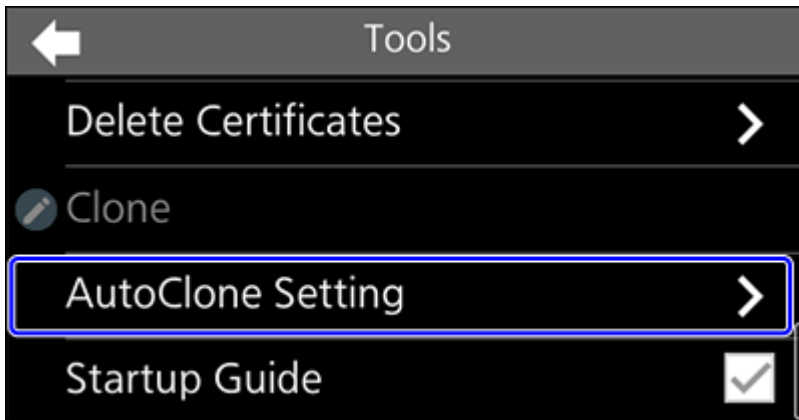 Tools
Delete Certificates
Clone
AutoClone Setting
Startup Guide